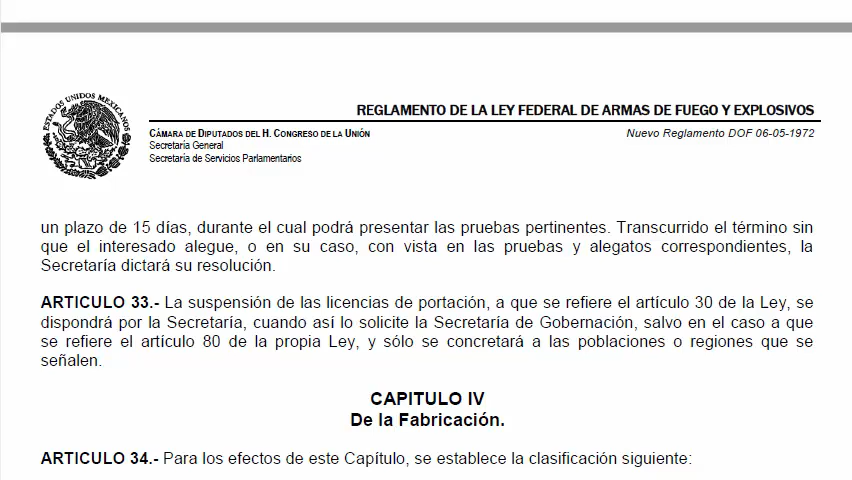 ESTADOS UNIDOS MEXICANOS
REGLAMENTO DE LA LEY FEDERAL DE ARMAS DE FUEGO Y EXPLOSIVOS
CÁMARA DE DIPUTADOS DEL H. CONGRESO DE LA UNIÓN
Nuevo Reglamento DOF 06-05-1972
Secretaría General
Secretaría de Servicios Parlamentarios
un plazo de 15 días, durante el cual podrá presentar las pruebas pertinentes. Transcurrido el término sin
que el interesado alegue, o en su caso, con vista en las pruebas y alegatos correspondientes, la
Secretaría dictará su resolución.
ARTICULO 33.- La suspensión de las licencias de portación, a que se refiere el artículo 30 de la Ley, se
dispondrá por la Secretaría, cuando así lo solicite la Secretaría de Gobernación, salvo en el caso a que
se refiere el artículo 80 de la propia Ley, y sólo se concretará a las poblaciones o regiones que se
señalen.
CAPITULO IV
De la Fabricación.
ARTICULO 34.- Para los efectos de este Capítulo, se establece la clasificación siguiente: